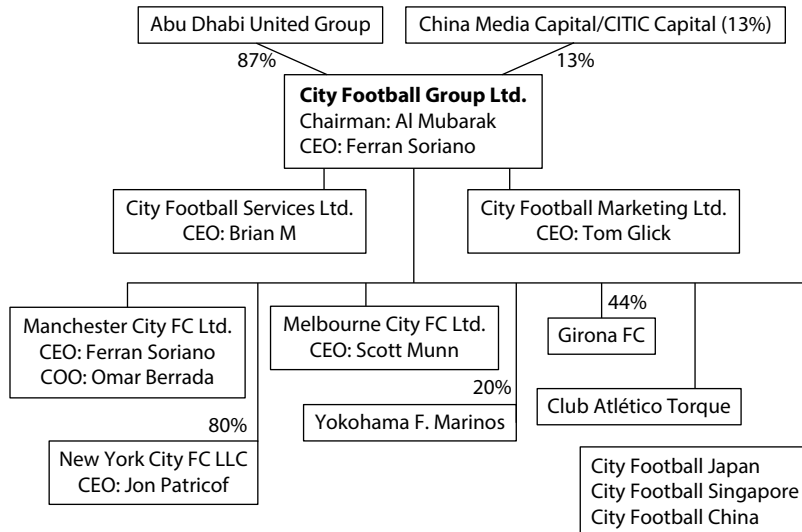 Abu Dhabi United Group
China Media Capital/CITIC Capital (13%)
87%
13%
City Football Group Ltd.
Chairman: Al Mubarak
CEO: Ferran Soriano
City Football Services Ltd.
CEO: Brian M
City Football Marketing Ltd.
CEO: Tom Glick
Manchester City FC Ltd.
CEO: Ferran Soriano
COO: Omar Berrada
Melbourne City FC Ltd.
CEO: Scott Munn
44%
Girona FC
20%
Yokohama F. Marinos
Club Atlético Torque
80%
New York City FC LLC
CEO: Jon Patricof
City Football Japan
City Football Singapore
City Football China